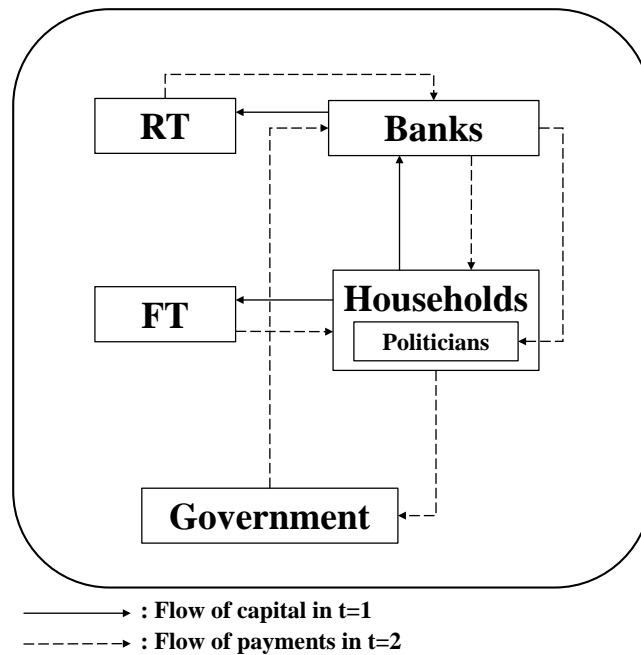 RT
Banks
FT
Households
Politicians
Government
: Flow of capital in t=1
: Flow of payments in t=2